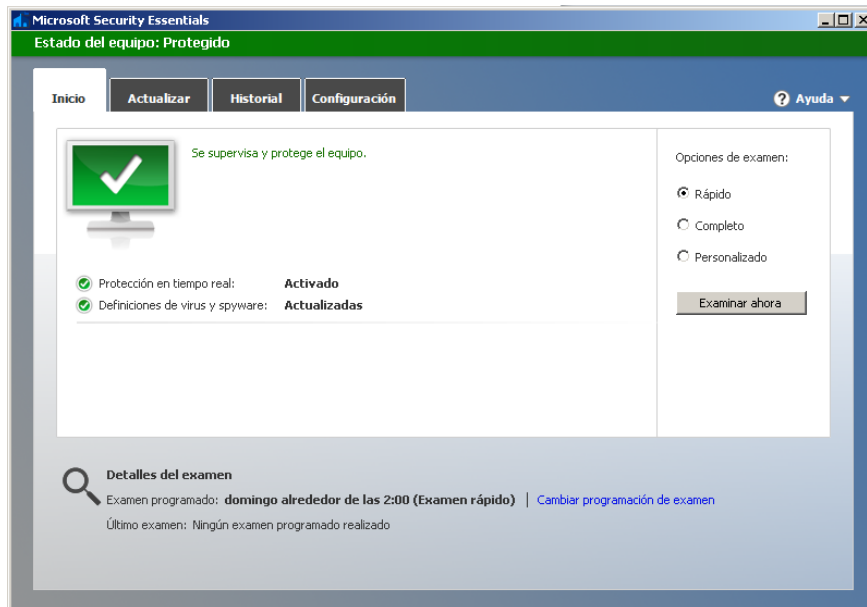 Microsoft Security Essentials
Estado del equipo: Protegido
Inicio
Actualizar
Historial
Configuración
Ayuda
Se supervisa y protege el equipo.
Protección en tiempo real: Activado
Definiciones de virus y spyware: Actualizadas
Opciones de examen:
Rápido
Completo
Personalizado
Examinar ahora
Detalles del examen
Examen programado: domingo alrededor de las 2:00 (Examen rápido) | Cambiar programación de examen
Último examen: Ningún examen programado realizado